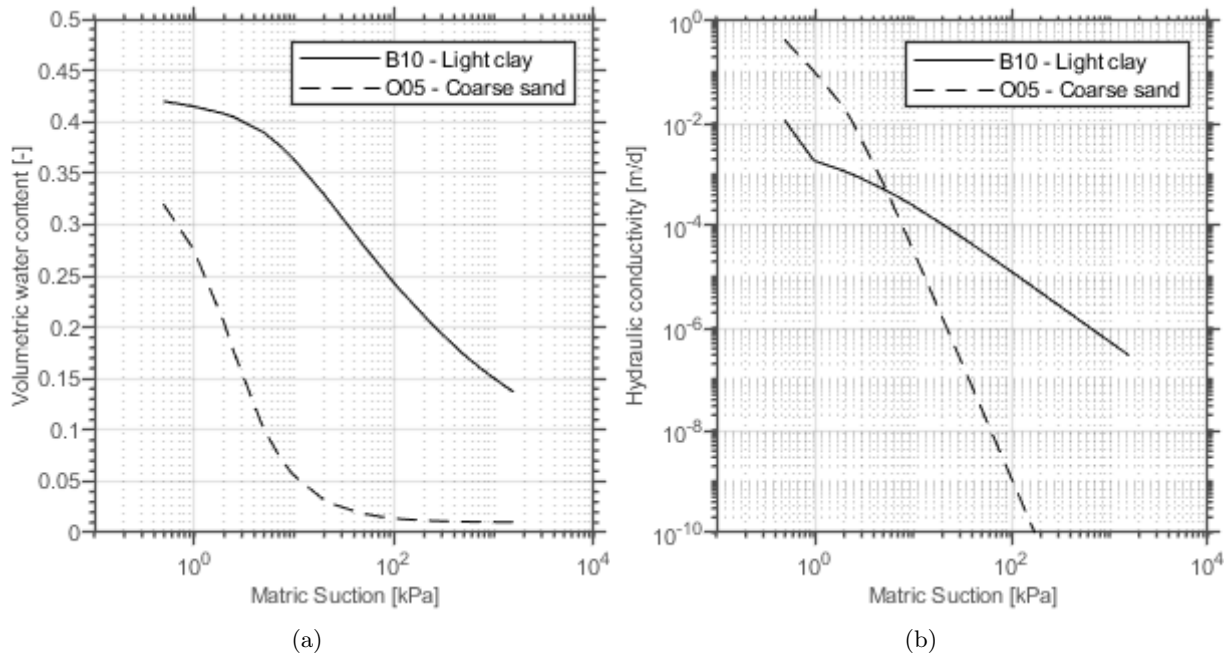 0.5
0.45
0.4
0.35
0.3
0.25
0.2
0.15
0.1
0.05
0
Volumetric water content [-]
B10 - Light clay
O05 - Coarse sand
10^0
10^2
10^4
Matric Suction [kPa]
(a)
10^0
10^-2
10^-4
10^-6
10^-8
10^-10
Hydraulic conductivity [m/d]
B10 - Light clay
O05 - Coarse sand
10^0
10^2
10^4
Matric Suction [kPa]
(b)